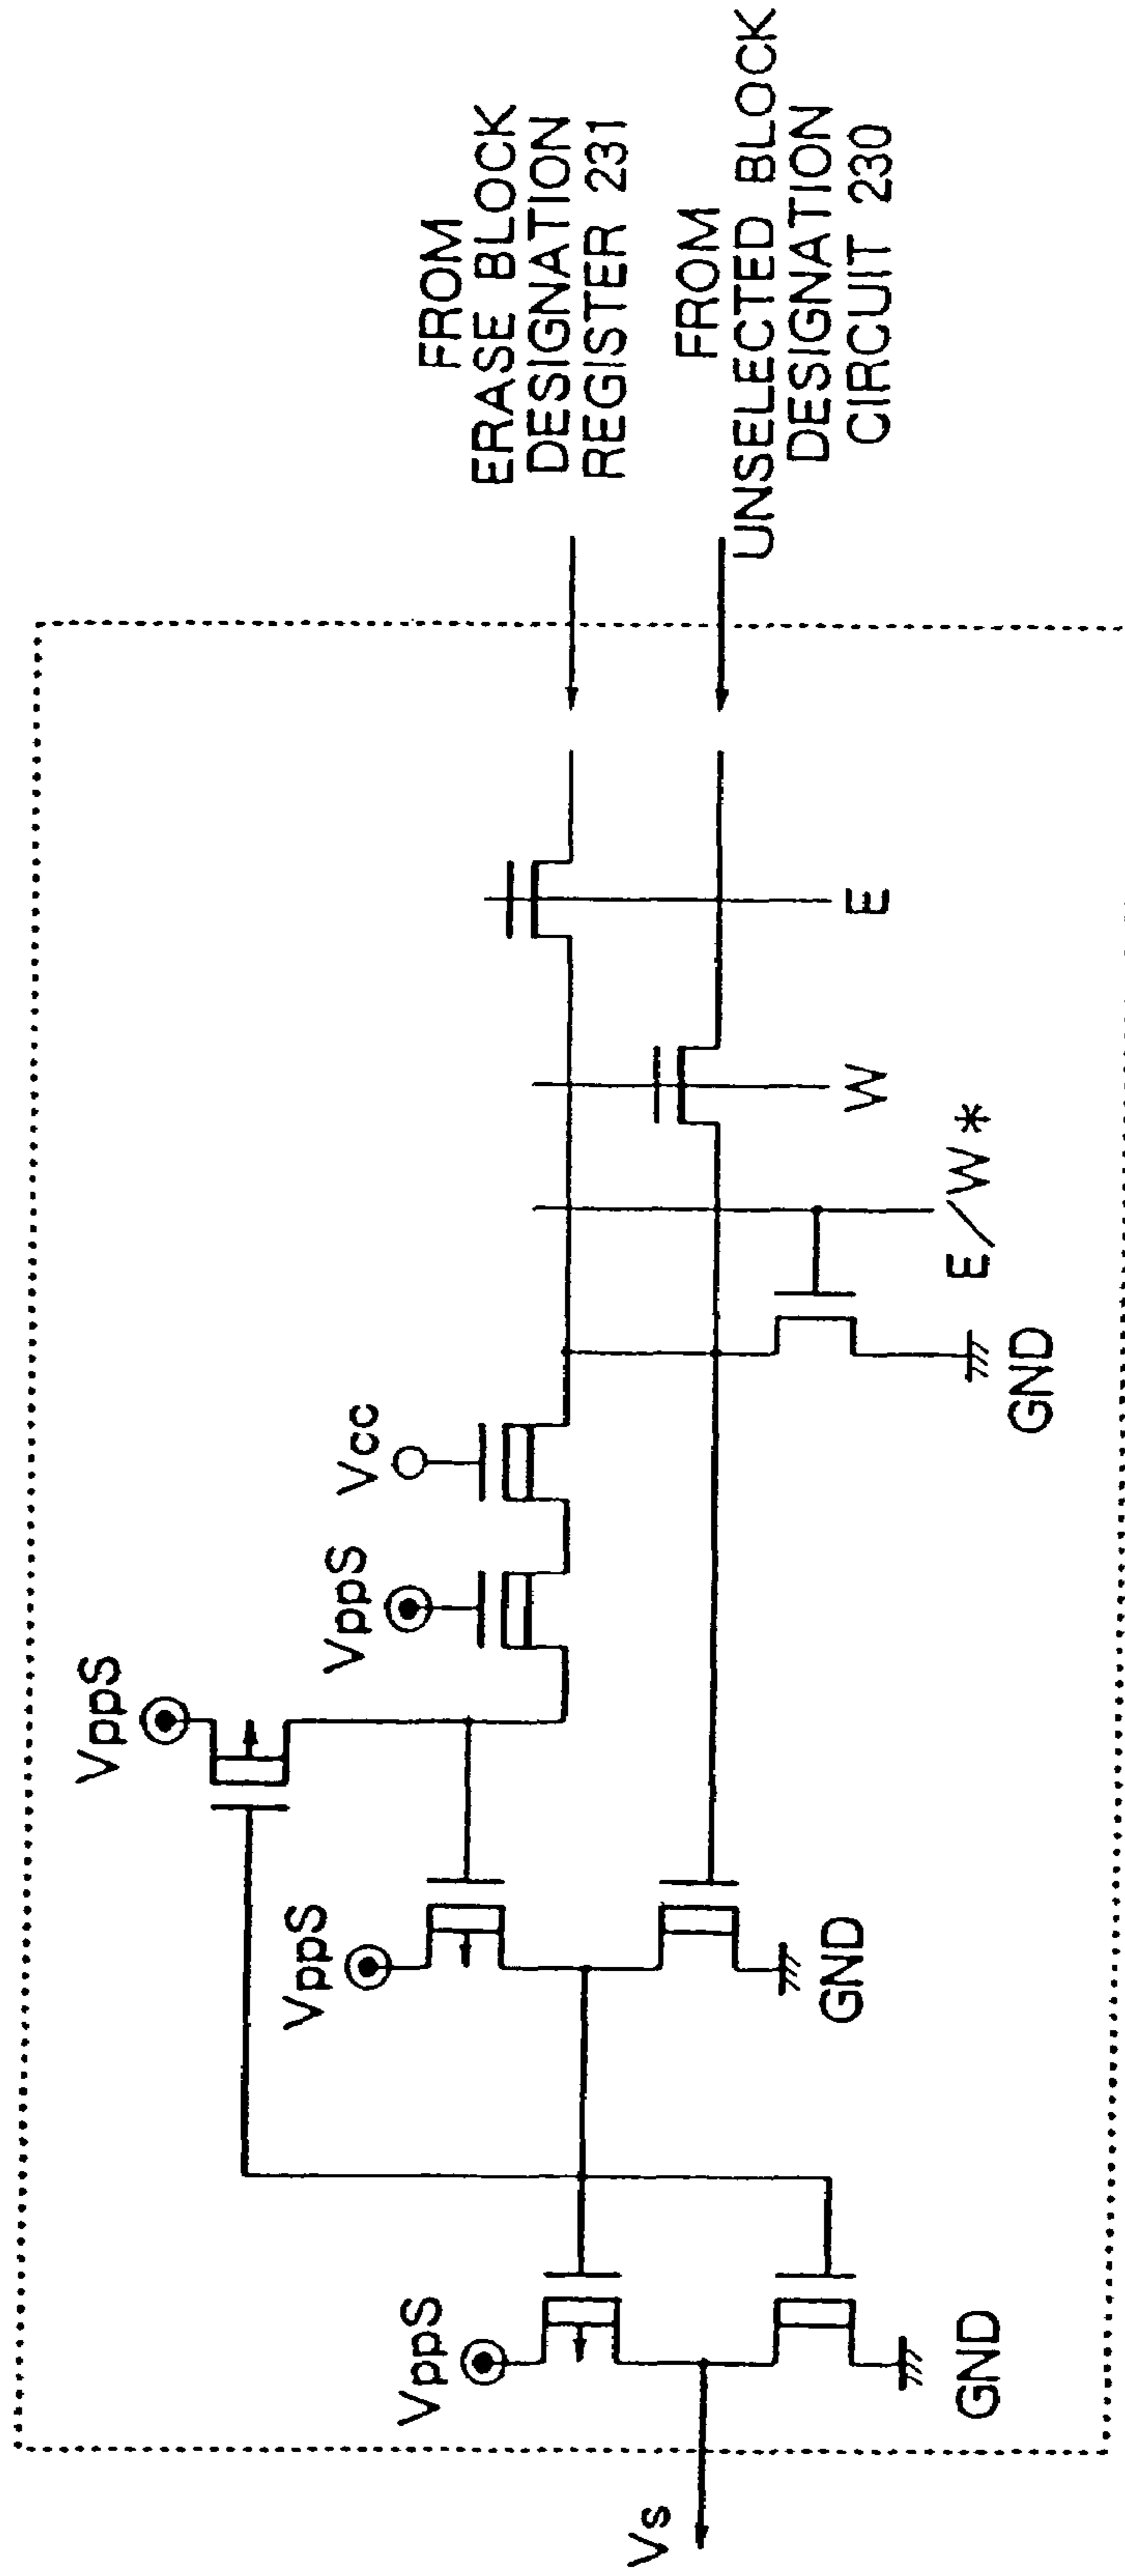 FROM
ERASE BLOCK
DESIGNATION
REGISTER 231
FROM
UNSELECTED BLOCK
DESIGNATION
CIRCUIT 230
VppS
VppS
Vcc
VppS
VppS
E
W
E/W*
GND
GND
GND
Vs